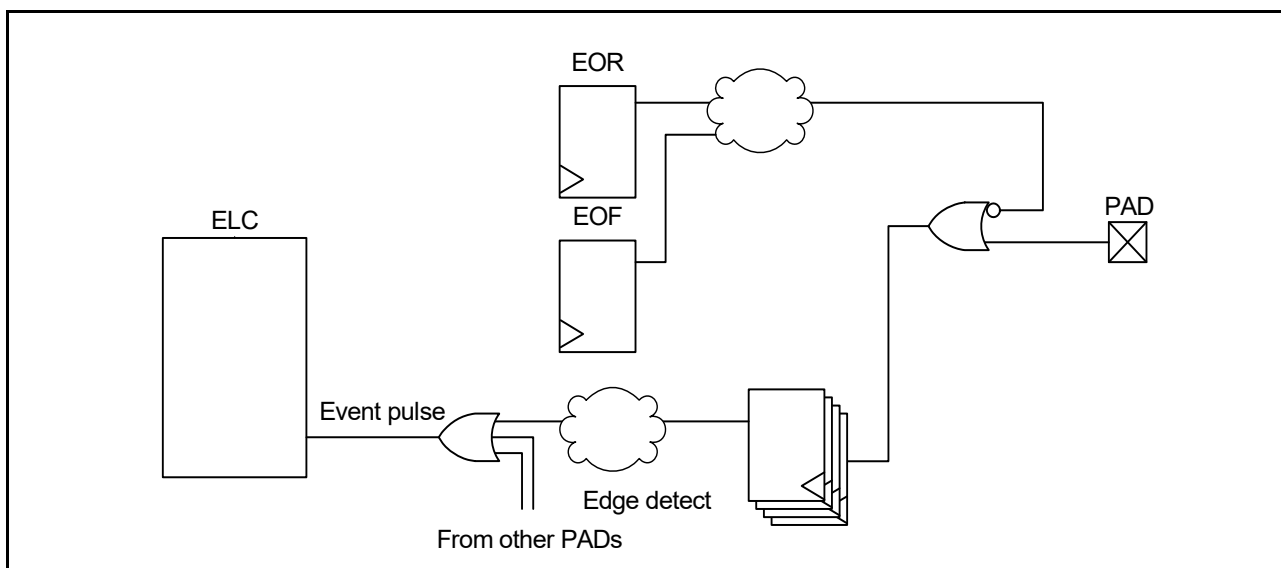 EOR
EOF
ELC
PAD
Event pulse
Edge detect
From other PADs